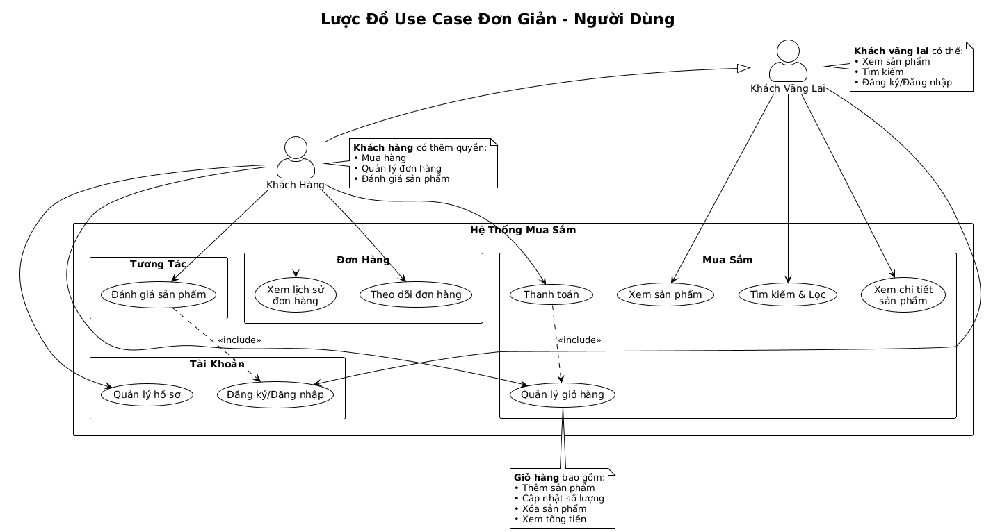 Lược Đồ Use Case Đơn Giản - Người Dùng
Khách Vãng Lai
Khách vãng lai có thể:
• Xem sản phẩm
• Tìm kiếm
• Đăng ký/Đăng nhập
Khách Hàng
Khách hàng có thêm quyền:
• Mua hàng
• Quản lý đơn hàng
• Đánh giá sản phẩm
Hệ Thống Mua Sắm
Tương Tác
Đánh giá sản phẩm
Đơn Hàng
Xem lịch sử
đơn hàng
Theo dõi đơn hàng
Mua Sắm
Thanh toán
Xem sản phẩm
Tìm kiếm & Lọc
Xem chi tiết
sản phẩm
«include»
«include»
Tài Khoản
Quản lý hồ sơ
Đăng ký/Đăng nhập
Quản lý giỏ hàng
Giỏ hàng bao gồm:
• Thêm sản phẩm
• Cập nhật số lượng
• Xóa sản phẩm
• Xem tổng tiền